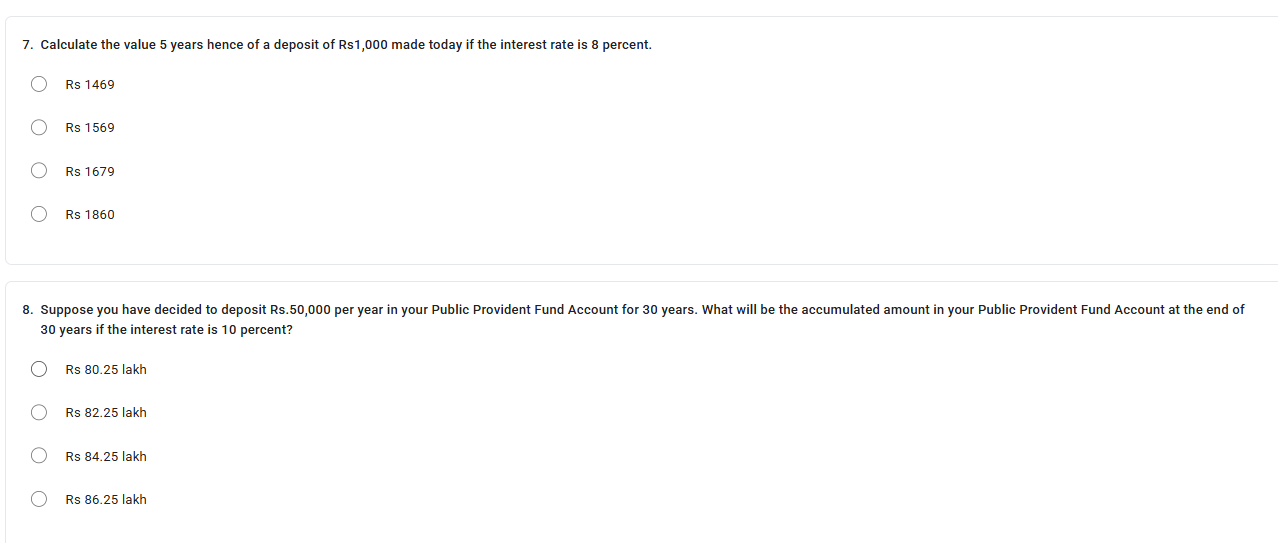 7. Calculate the value 5 years hence of a deposit of Rs1,000 made today if the interest rate is 8 percent.
Rs 1469
Rs 1569
Rs 1679
Rs 1860
8. Suppose you have decided to deposit Rs.50,000 per year in your Public Provident Fund Account for 30 years. What will be the accumulated amount in your Public Provident Fund Account at the end of
30 years if the interest rate is 10 percent?
Rs 80.25 lakh
Rs 82.25 lakh
Rs 84.25 lakh
Rs 86.25 lakh